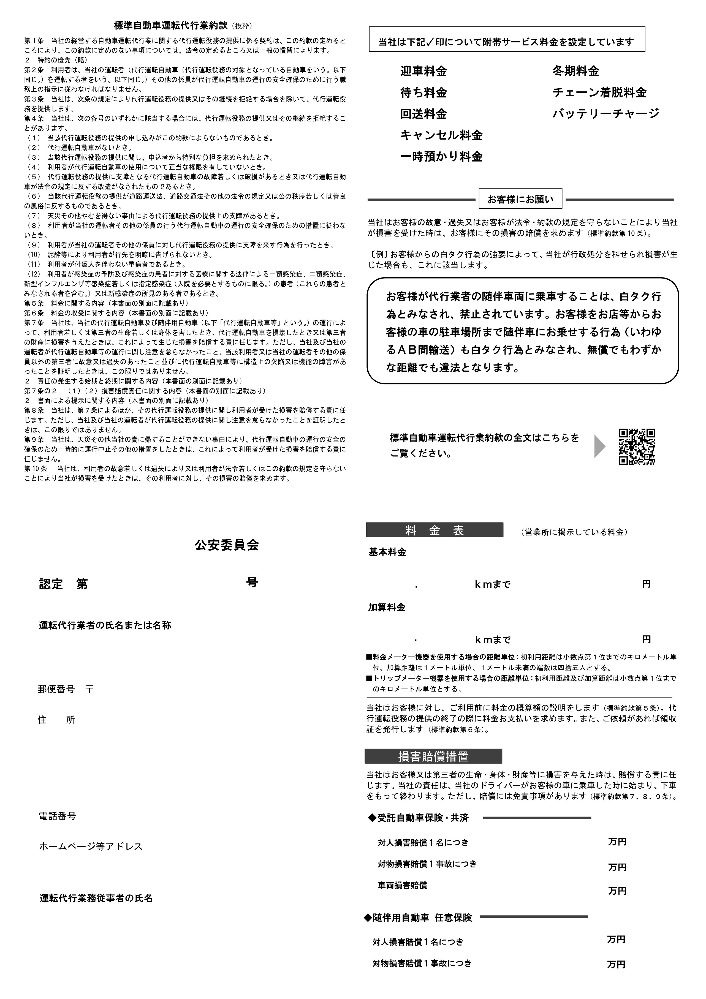 標準自動車運転代行業約款（抜粋）
第１条　当社の経営する自動車運転代行業に関する代行運転役務の提供に係る契約は、この約款の定めると
ころにより、この約款に定めのない事項については、法令の定めるところ又は一般の慣習によります。
２　特約の優先（略）
第２条　利用者は、当社の運転者（代行運転自動車（代行運転役務の対象となっている自動車をいう。以下
同じ。）を運転する者をいう。以下同じ。）その他の係員が代行運転自動車の運行の安全確保のために行う職
務上の指示に従わなければなりません。
第３条　当社は、次条の規定により代行運転役務の提供又はその継続を拒絶する場合を除いて、代行運転役
務を提供します。
第４条　当社は、次の各号のいずれかに該当する場合には、代行運転役務の提供又はその継続を拒絶するこ
とがあります。
（１）　当該代行運転役務の提供の申し込みがこの約款によらないものであるとき。
（２）　代行運転自動車がないとき。
（３）　当該代行運転役務の提供に関し、申込者から特別な負担を求められたとき。
（４）　利用者が代行運転自動車の使用について正当な権限を有していないとき。
（５）　代行運転役務の提供に支障となる代行運転自動車の故障若しくは破損があるとき又は代行運転自動
車が法令の規定に反する改造がなされたものであるとき。
（６）　当該代行運転役務の提供が道路運送法、道路交通法その他の法令の規定又は公の秩序若しくは善良
の風俗に反するものであるとき。
（７）　天災その他やむを得ない事由による代行運転役務の提供上の支障があるとき。
（８）　利用者が当社の運転者その他の係員の行う代行運転自動車の運行の安全確保のための措置に従わな
いとき。
（９）　利用者が当社の運転者その他の係員に対し代行運転役務の提供に支障を来す行為を行ったとき。
（10）　泥酔等により利用者が行先を明瞭に告げられないとき。
（11）　利用者が付添人を伴わない重病者であるとき。
（12）　利用者が感染症の予防及び感染症の患者に対する医療に関する法律による一類感染症、二類感染症、
新型インフルエンザ等感染症若しくは指定感染症（入院を必要とするものに限る。）の患者（これらの患者と
みなされる者を含む。）又は新感染症の所見のある者であるとき。
第５条　料金に関する内容（本書面の別面に記載あり）
第６条　料金の収受に関する内容（本書面の別面に記載あり）
第７条　当社は、当社の代行運転自動車及び随伴用自動車（以下「代行運転自動車等」という。）の運行によ
って、利用者若しくは第三者の生命若しくは身体を害したとき、代行運転自動車を損壊したとき又は第三者
の財産に損害を与えたときは、これによって生じた損害を賠償する責に任じます。ただし、当社及び当社の
運転者が代行運転自動車等の運行に関し注意を怠らなかったこと、当該利用者又は当社の運転者その他の係
員以外の第三者に故意又は過失のあったこと並びに代行運転自動車等に構造上の欠陥又は機能の障害があ
ったことを証明したときは、この限りではありません。
２　責任の発生する始期と終期に関する内容（本書面の別面に記載あり）
第７条の２　（１）（２）損害賠償責任に関する内容（本書面の別面に記載あり）
２　書面による提示に関する内容（本書面の別面に記載あり）
第８条　当社は、第７条によるほか、その代行運転役務の提供に関し利用者が受けた損害を賠償する責に任
じます。ただし、当社及び当社の運転者が代行運転役務の提供に関し注意を怠らなかったことを証明したと
きは、この限りではありません。
第９条　当社は、天災その他当社の責に帰することができない事由により、代行運転自動車の運行の安全の
確保のため一時的に運行中止その他の措置をしたときは、これによって利用者が受けた損害を賠償する責に
任じません。
第10条　当社は、利用者の故意若しくは過失により又は利用者が法令若しくはこの約款の規定を守らない
ことにより当社が損害を受けたときは、その利用者に対し、その損害の賠償を求めます。
当社は下記✓印について附帯サービス料金を設定しています
迎車料金
待ち料金
回送料金
キャンセル料金
一時預かり料金
冬期料金
チェーン着脱料金
バッテリーチャージ
お客様にお願い
当社はお客様の故意・過失又はお客様が法令・約款の規定を守らないことにより当社
が損害を受けた時は、お客様にその損害の賠償を求めます（標準約款第10条）。
〔例〕お客様からの白タク行為の強要によって、当社が行政処分を科せられ損害が生
じた場合も、これに該当します。
お客様が代行業者の随伴車両に乗車することは、白タク行
為とみなされ、禁止されています。お客様をお店等からお
客様の車の駐車場所まで随伴車にお乗せする行為（いわゆ
るＡＢ間輸送）も白タク行為とみなされ、無償でもわずか
な距離でも違法となります。
標準自動車運転代行業約款の全文はこちらを
ご覧ください。
公安委員会
認定　第　　　号
運転代行業者の氏名または名称
郵便番号　〒
住　　所
電話番号
ホームページ等アドレス
運転代行業務従事者の氏名
料　金　表　（営業所に掲示している料金）
基本料金
．　ｋｍまで　円
加算料金
．　ｋｍまで　円
■料金メーター機器を使用する場合の距離単位：初利用距離は小数点第１位までのキロメートル単
位、加算距離は１メートル単位、１メートル未満の端数は四捨五入とする。
■トリップメーター機器を使用する場合の距離単位：初利用距離及び加算距離は小数点第１位まで
のキロメートル単位とする。
当社はお客様に対し、ご利用前に料金の概算額の説明をします（標準約款第５条）。代
行運転役務の提供の終了の際に料金お支払いを求めます。また、ご依頼があれば領収
証を発行します（標準約款第６条）。
損害賠償措置
当社はお客様又は第三者の生命・身体・財産等に損害を与えた時は、賠償する責に任
じます。当社の責任は、当社のドライバーがお客様の車に乗車した時に始まり、下車
をもって終わります。ただし、賠償には免責事項があります（標準約款第７、８、９条）。
◆受託自動車保険・共済
対人損害賠償１名につき　万円
対物損害賠償１事故につき　万円
車両損害賠償　万円
◆随伴用自動車 任意保険
対人損害賠償１名につき　万円
対物損害賠償１事故につき　万円